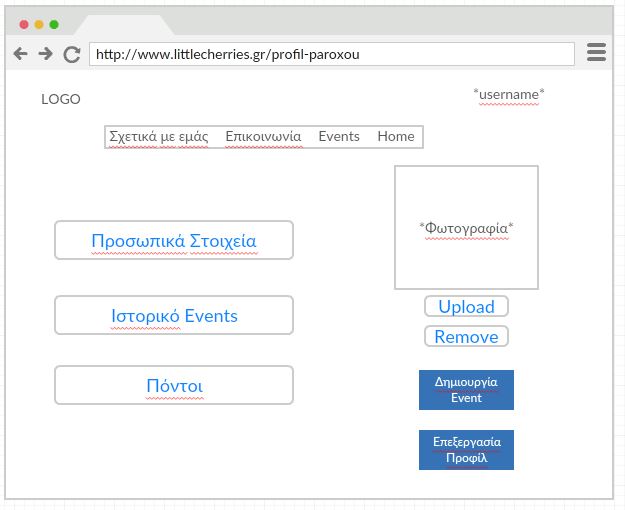 http://www.littlecherries.gr/profil-paroxou
LOGO
*username*
Σχετικά με εμάς Επικοινωνία Events Home
*Φωτογραφία*
Προσωπικά Στοιχεία
Ιστορικό Events
Πόντοι
Upload
Remove
Δημιουργία
Event
Επεξεργασία
Προφίλ